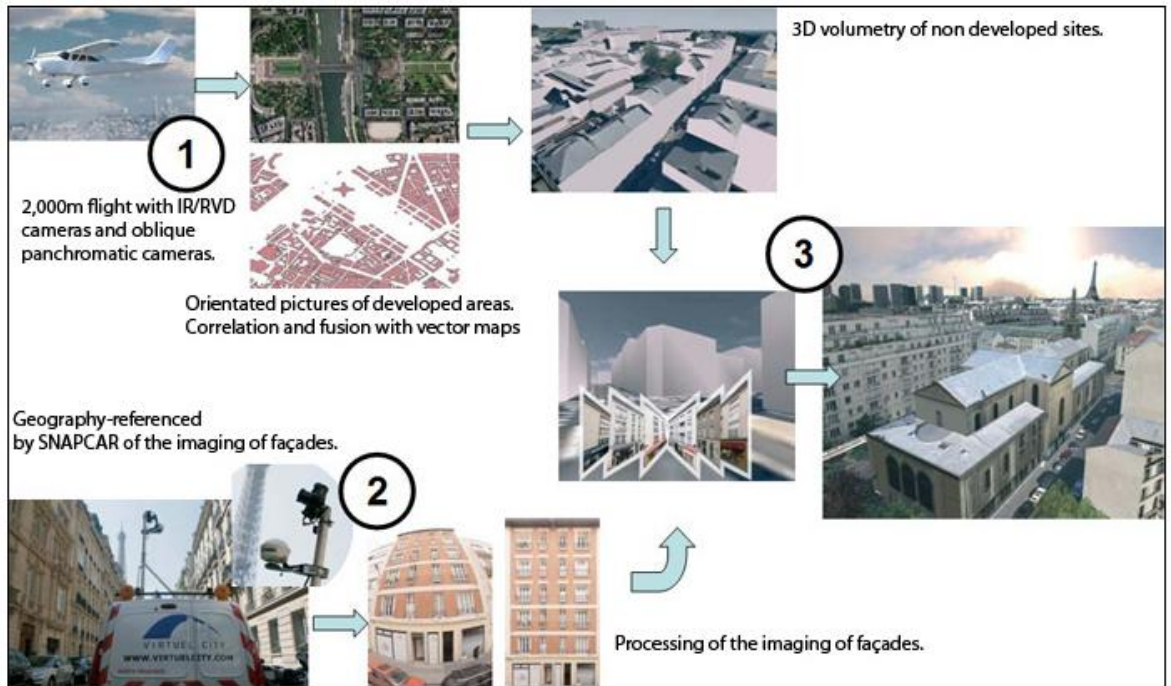 3D volumetry of non developed sites.
1
2,000m flight with IR/RVD
cameras and oblique
panchromatic cameras.
Orientated pictures of developed areas.
Correlation and fusion with vector maps
3
Geography-referenced
by SNAPCAR of the imaging of façades.
2
VIRTUEL CITY
WWW.VIRTUELCITY.COM
Processing of the imaging of façades.